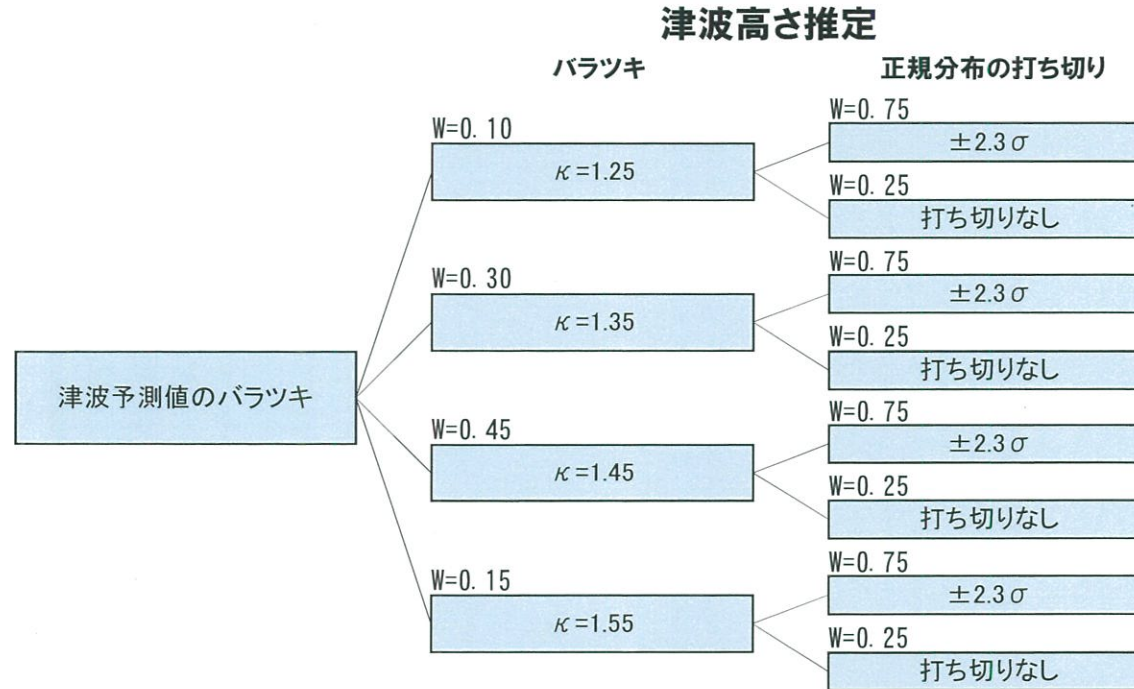 津波高さ推定
バラツキ
正規分布の打ち切り
津波予測値のバラツキ
W=0.10
κ=1.25
W=0.75
±2.3σ
W=0.25
打ち切りなし
W=0.30
κ=1.35
W=0.75
±2.3σ
W=0.25
打ち切りなし
W=0.45
κ=1.45
W=0.75
±2.3σ
W=0.25
打ち切りなし
W=0.15
κ=1.55
W=0.75
±2.3σ
W=0.25
打ち切りなし